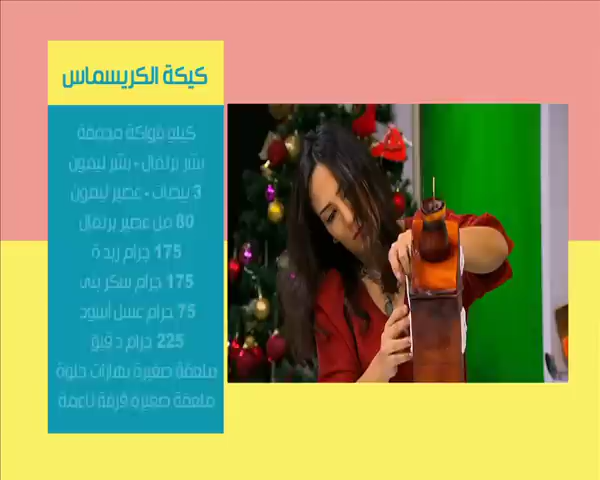 كيكة الكريسماس
كيلو فواكة مجففة
بشر برتقال - بشر ليمون
3 بيضات - عصير ليمون
80 مل عصير برتقال
175 جرام زبدة
175 جرام سكر بنى
75 جرام عسل أسود
225 جرام دقيق
ملعقة صغيرة بهارات حلوة
ملعقة صغيرة قرفة ناعمة